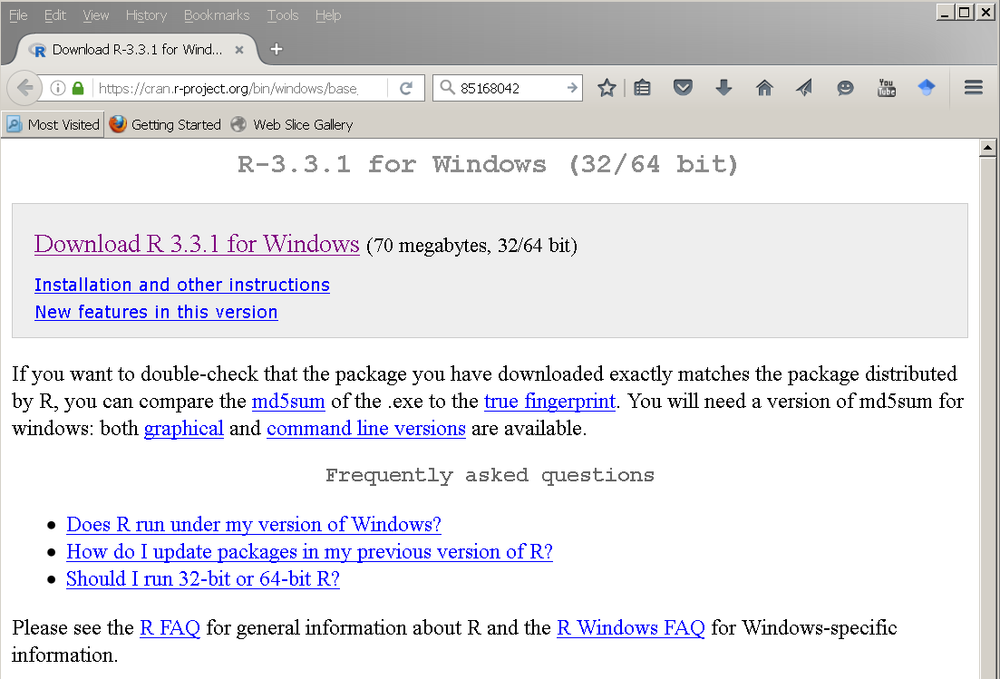 File Edit View History Bookmarks Tools Help
Download R-3.3.1 for Wind...
https://cran.r-project.org/bin/windows/base
85168042
You Tube
Most Visited Getting Started Web Slice Gallery
R-3.3.1 for Windows (32/64 bit)
Download R 3.3.1 for Windows (70 megabytes, 32/64 bit)
Installation and other instructions
New features in this version
If you want to double-check that the package you have downloaded exactly matches the package distributed
by R, you can compare the md5sum of the .exe to the true fingerprint. You will need a version of md5sum for
windows: both graphical and command line versions are available.
Frequently asked questions
• Does R run under my version of Windows?
• How do I update packages in my previous version of R?
• Should I run 32-bit or 64-bit R?
Please see the R FAQ for general information about R and the R Windows FAQ for Windows-specific
information.